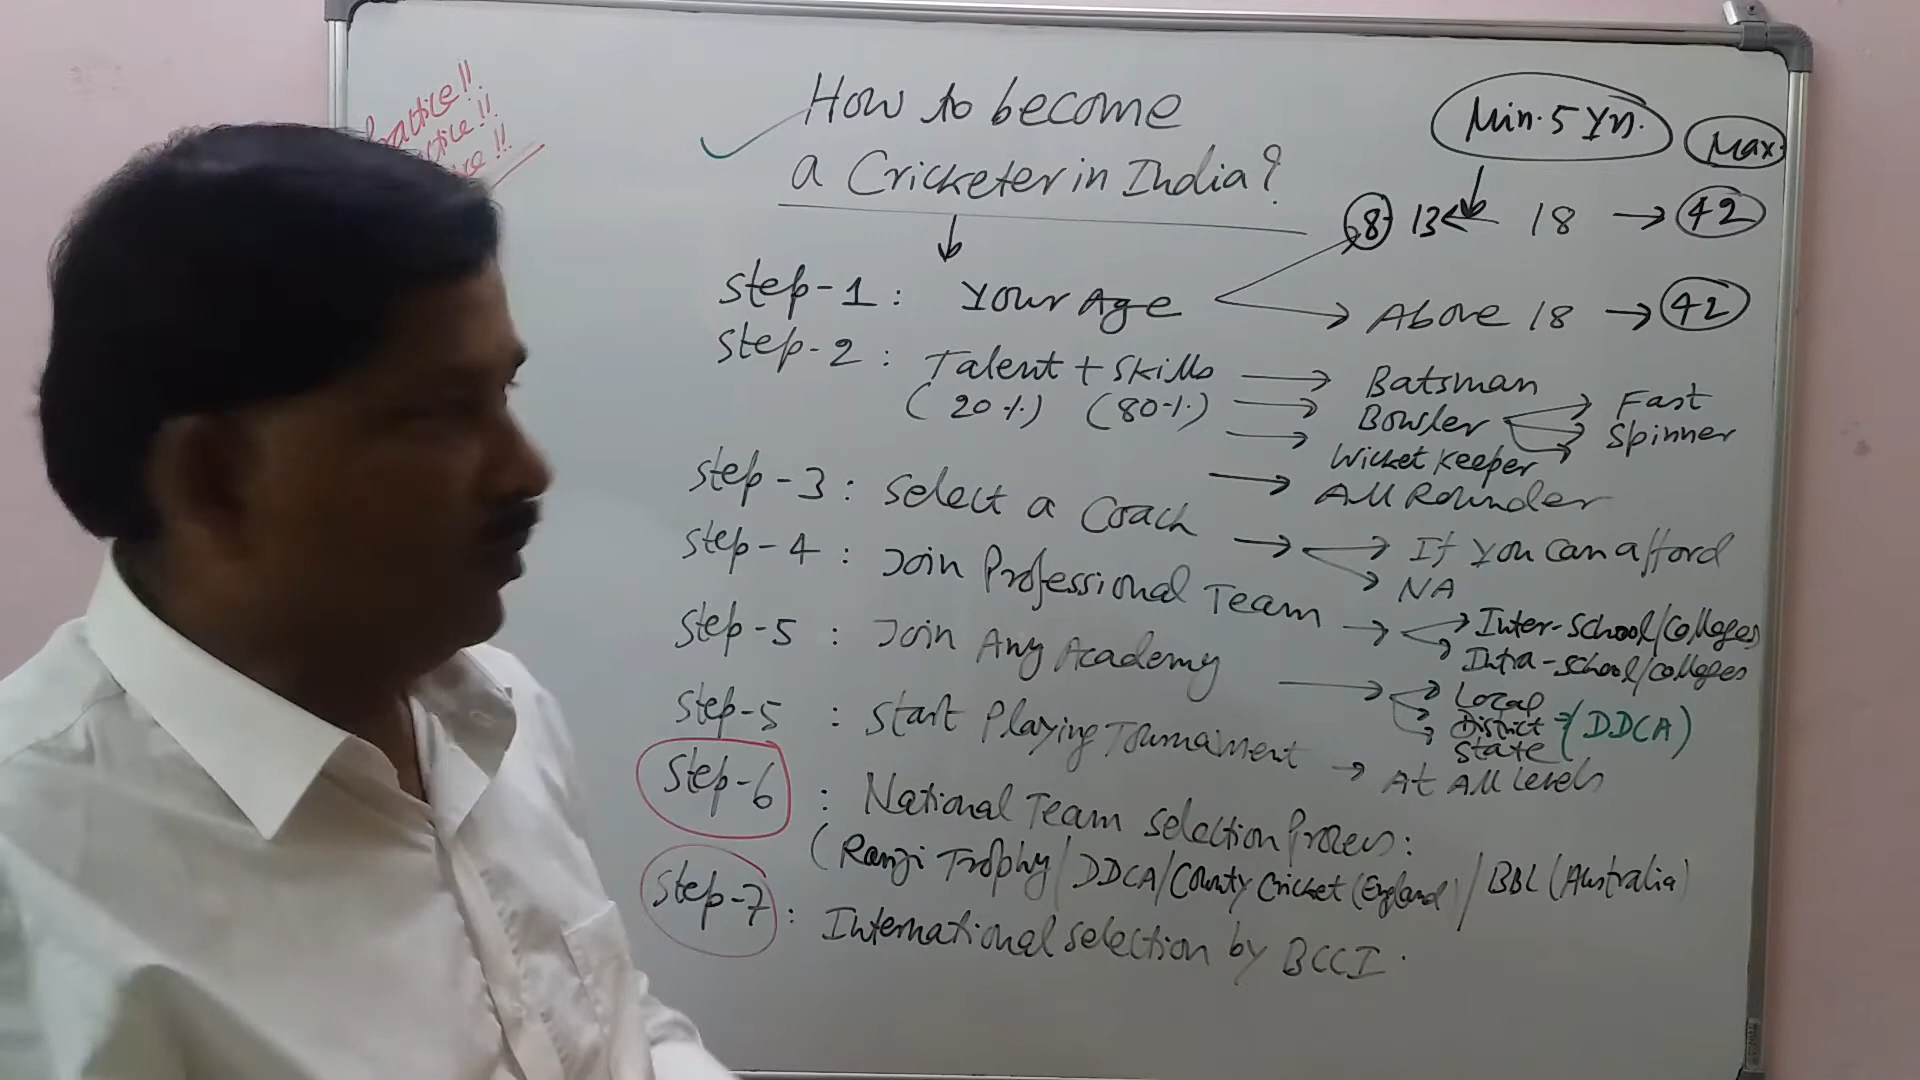 Practice!!
How to become
a Cricketer in India?
Min. 5 Yrs.
Max.
8- 13 ← 18 → 42
Step-1 : Your Age
Above 18 → 42
Step-2 : Talent + Skills → Batsman
(20%) (80%) → Bowler
Fast
Spinner
Wicket Keeper
All Rounder
Step-3 : Select a Coach → If You can afford
NA
Step-4 : Join Professional Team → Inter-School/Colleges
Intra-School/Colleges
Step-5 : Join Any Academy → Local
District
State
(DDCA)
Step-5 : Start Playing Tournament → At All Levels
Step-6 : National Team Selection Process:
(Ranji Trophy/DDCA/County Cricket (England)/BBL (Australia)
Step-7 : International Selection by BCCI.